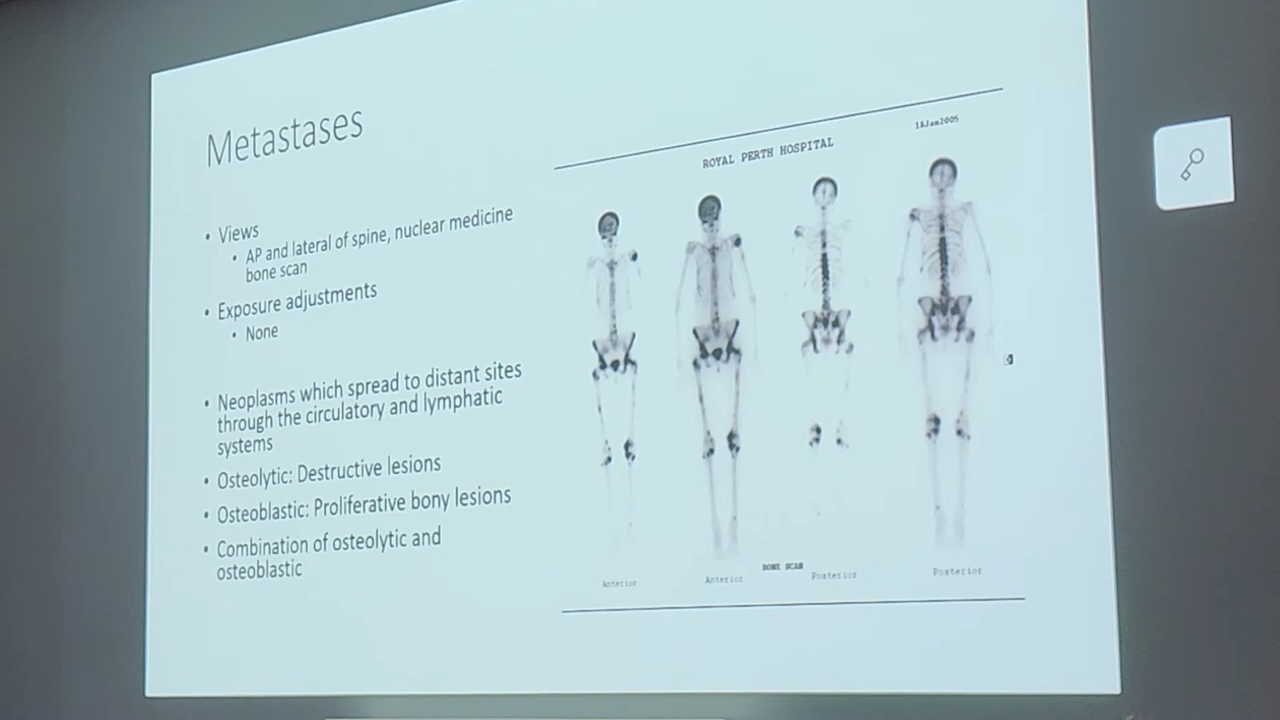 Metastases
• Views
• AP and lateral of spine, nuclear medicine
bone scan
• Exposure adjustments
• None
• Neoplasms which spread to distant sites
through the circulatory and lymphatic
systems
• Osteolytic: Destructive lesions
• Osteoblastic: Proliferative bony lesions
• Combination of osteolytic and
osteoblastic
18Jan2005
ROYAL PERTH HOSPITAL
BONE SCAN
Anterior
Anterior
Posterior
Posterior